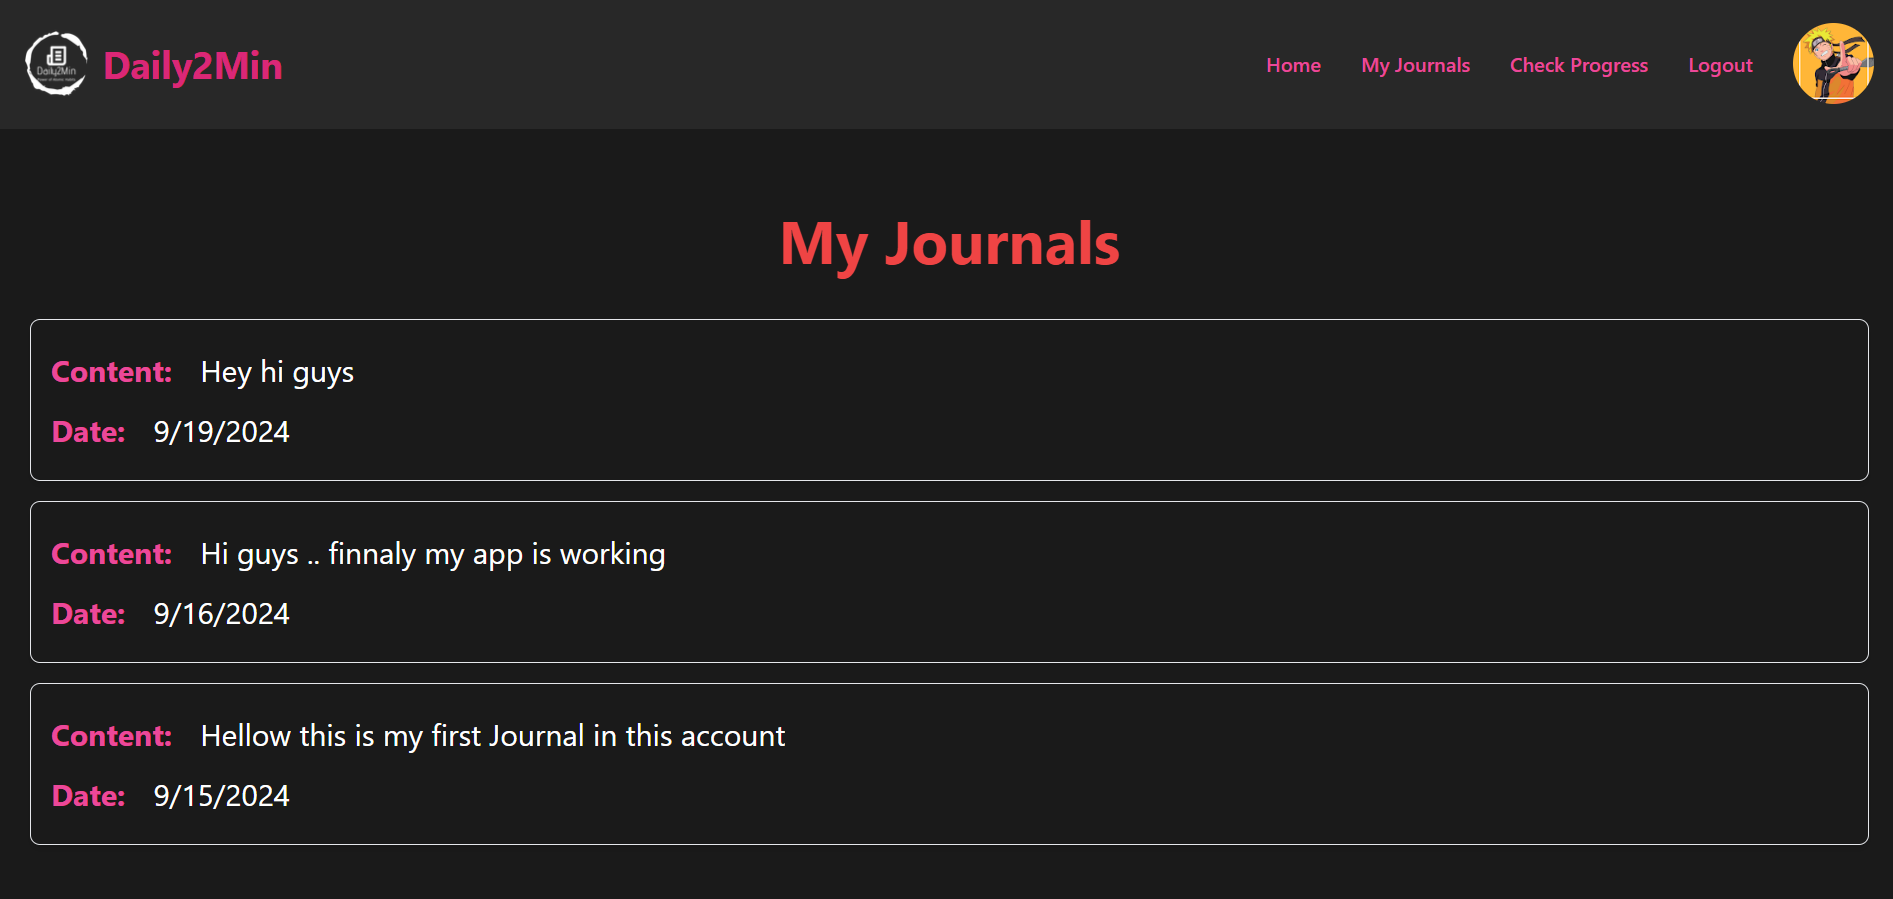 Daily2Min
Daily2Min
Home
My Journals
Check Progress
Logout
My Journals
Content: Hey hi guys
Date: 9/19/2024
Content: Hi guys .. finnaly my app is working
Date: 9/16/2024
Content: Hellow this is my first Journal in this account
Date: 9/15/2024